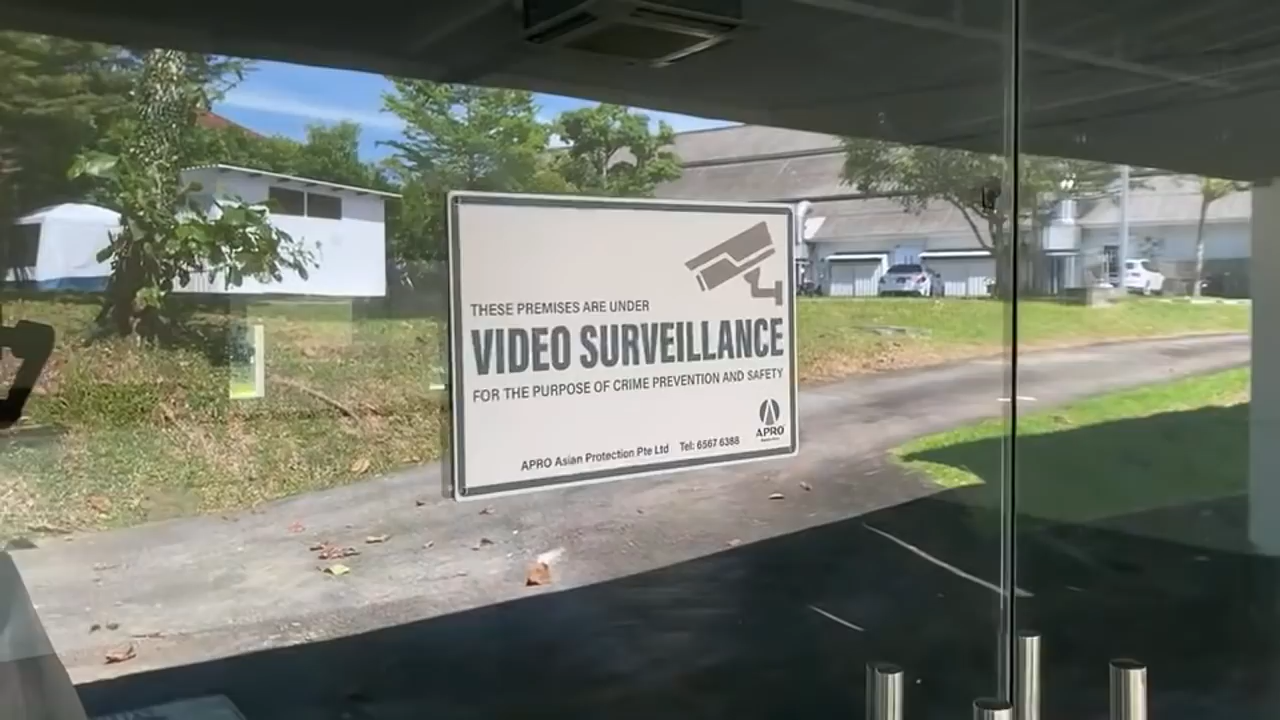 THESE PREMISES ARE UNDER
VIDEO SURVEILLANCE
FOR THE PURPOSE OF CRIME PREVENTION AND SAFETY
APRO
APRO Asian Protection Pte Ltd Tel: 6567 6388